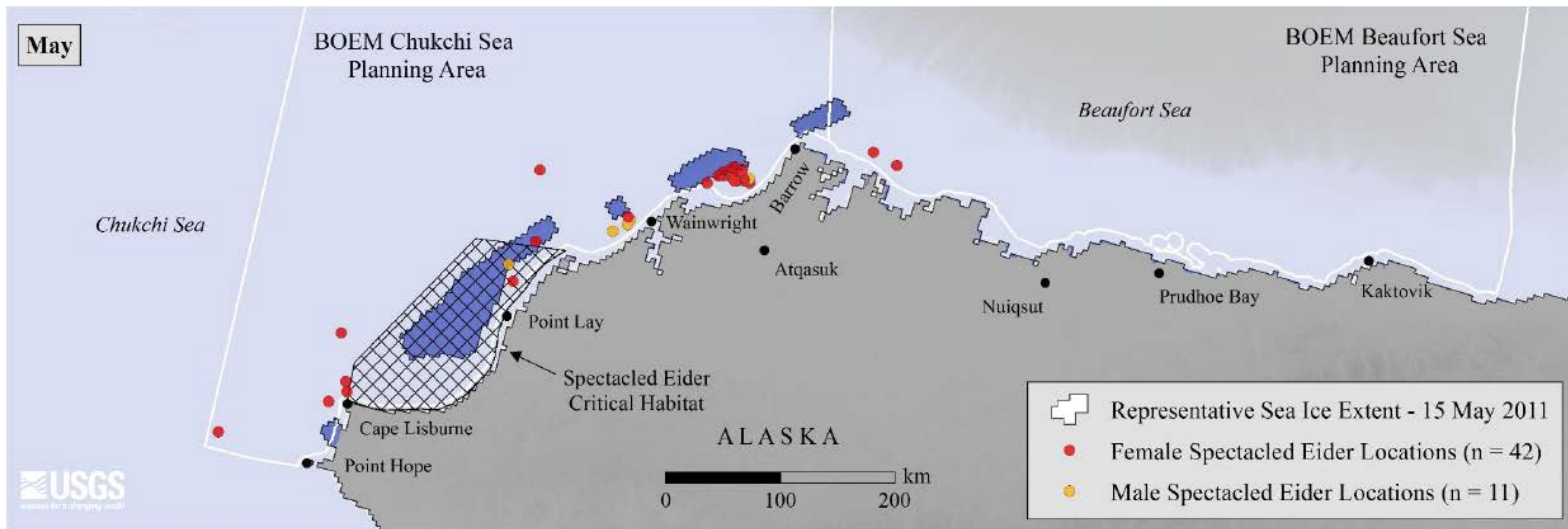 May
BOEM Chukchi Sea
Planning Area
BOEM Beaufort Sea
Planning Area
Beaufort Sea
Chukchi Sea
Barrow
Wainwright
Atqasuk
Nuiqsut
Prudhoe Bay
Kaktovik
Point Lay
Spectacled Eider
Critical Habitat
Cape Lisburne
Point Hope
ALASKA
km
0 100 200
Representative Sea Ice Extent - 15 May 2011
Female Spectacled Eider Locations (n = 42)
Male Spectacled Eider Locations (n = 11)
USGS